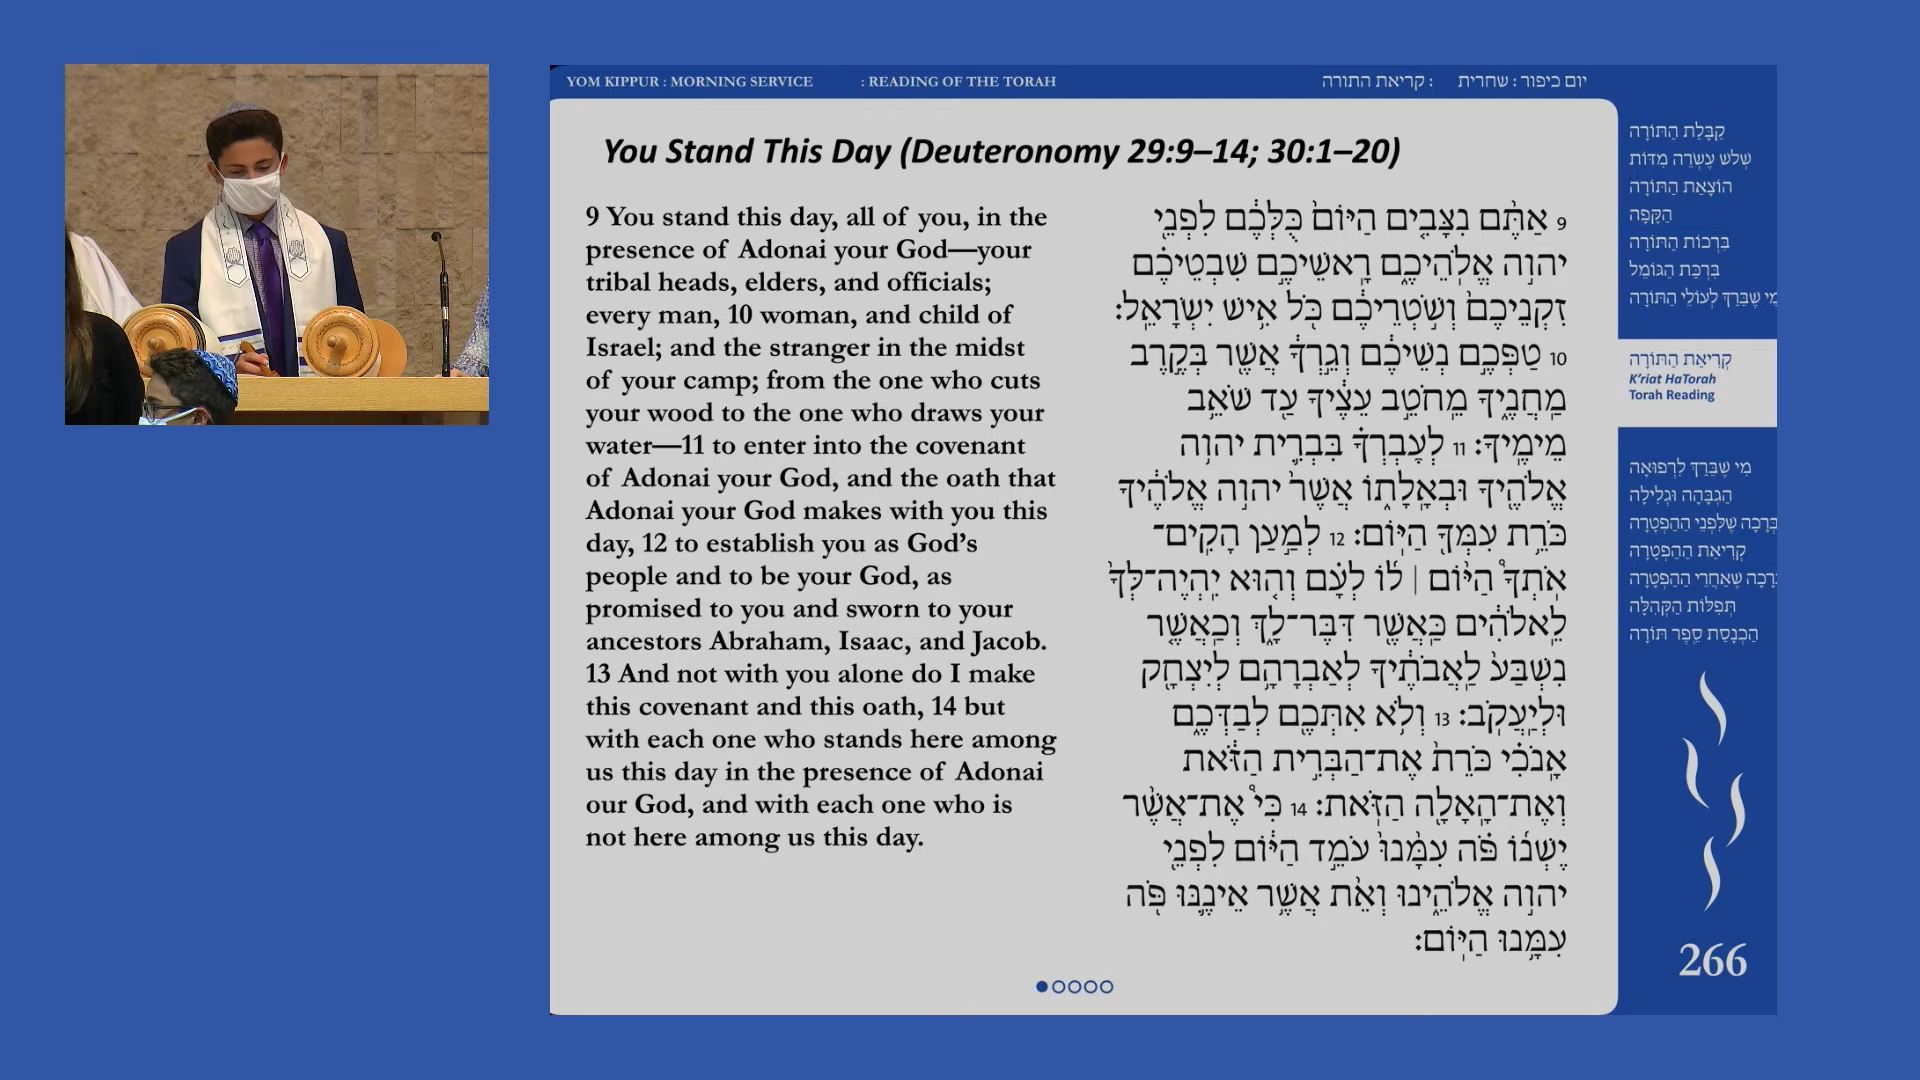 YOM KIPPUR : MORNING SERVICE : READING OF THE TORAH
יום כיפור : שחרית : קריאת התורה
You Stand This Day (Deuteronomy 29:9–14; 30:1–20)
9 You stand this day, all of you, in the
presence of Adonai your God—your
tribal heads, elders, and officials;
every man, 10 woman, and child of
Israel; and the stranger in the midst
of your camp; from the one who cuts
your wood to the one who draws your
water—11 to enter into the covenant
of Adonai your God, and the oath that
Adonai your God makes with you this
day, 12 to establish you as God’s
people and to be your God, as
promised to you and sworn to your
ancestors Abraham, Isaac, and Jacob.
13 And not with you alone do I make
this covenant and this oath, 14 but
with each one who stands here among
us this day in the presence of Adonai
our God, and with each one who is
not here among us this day.
9 אַתֶּ֨ם נִצָּבִ֤ים הַיּוֹם֙ כֻּלְּכֶ֔ם לִפְנֵ֖י
יהוָ֣ה אֱלֹהֵיכֶ֑ם רָאשֵׁיכֶ֣ם שִׁבְטֵיכֶ֗ם
זִקְנֵיכֶם֙ וְשֹׁ֣טְרֵיכֶ֔ם כֹּ֖ל אִ֥ישׁ יִשְׂרָאֵֽל׃
10 טַפְּכֶ֣ם נְשֵׁיכֶ֔ם וְגֵ֣רְךָ֔ אֲשֶׁ֖ר בְּקֶ֣רֶב
מַחֲנֶ֑יךָ מֵחֹטֵ֣ב עֵצֶ֔יךָ עַ֖ד שֹׁאֵ֥ב
מֵימֶֽיךָ׃ 11 לְעָבְרְךָ֗ בִּבְרִ֛ית יהוָ֥ה
אֱלֹהֶ֖יךָ וּבְאָלָת֑וֹ אֲשֶׁר֙ יהוָ֣ה אֱלֹהֶ֔יךָ
כֹּרֵ֥ת עִמְּךָ֖ הַיּֽוֹם׃ 12 לְמַ֣עַן הָקִֽים־
אֹתְךָ֩ הַיּ֨וֹם | ל֜וֹ לְעָ֗ם וְה֤וּא יִֽהְיֶה־לְּךָ֙
לֵֽאלֹהִ֔ים כַּאֲשֶׁ֖ר דִּבֶּר־לָ֑ךְ וְכַאֲשֶׁ֤ר
נִשְׁבַּע֙ לַאֲבֹתֶ֔יךָ לְאַבְרָהָ֥ם לְיִצְחָ֖ק
וּֽלְיַעֲקֹֽב׃ 13 וְלֹ֥א אִתְּכֶ֖ם לְבַדְּכֶ֑ם
אָנֹכִ֗י כֹּרֵת֙ אֶת־הַבְּרִ֣ית הַזֹּ֔את
וְאֶת־הָאָלָ֖ה הַזֹּֽאת׃ 14 כִּי֩ אֶת־אֲשֶׁ֨ר
יֶשְׁנ֜וֹ פֹּ֗ה עִמָּ֙נוּ֙ עֹמֵ֣ד הַיּ֔וֹם לִפְנֵ֖י
יהוָ֣ה אֱלֹהֵ֑ינוּ וְאֵ֨ת אֲשֶׁ֥ר אֵינֶ֛נּוּ פֹּ֖ה
עִמָּ֥נוּ הַיּֽוֹם׃
קַבָּלַת הַתּוֹרָה
שְׁלֹשׁ עֶשְׂרֵה מִדּוֹת
הוֹצָאַת הַתּוֹרָה
הַקָּפָה
בִּרְכוֹת הַתּוֹרָה
בִּרְכַּת הַגּוֹמֵל
מִי שֶׁבֵּרַךְ לְעוֹלֵי הַתּוֹרָה
קְרִיאַת הַתּוֹרָה
K’riat HaTorah
Torah Reading
מִי שֶׁבֵּרַךְ לִרְפוּאָה
הַגְבָּהָה וּגְלִילָה
בְּרָכָה שֶׁלִּפְנֵי הַהַפְטָרָה
קְרִיאַת הַהַפְטָרָה
רָכָה שֶׁאַחֲרֵי הַהַפְטָרָה
תְּפִלּוֹת הַקְּהִלָּה
הַכְנָסַת סֵפֶר תּוֹרָה
266